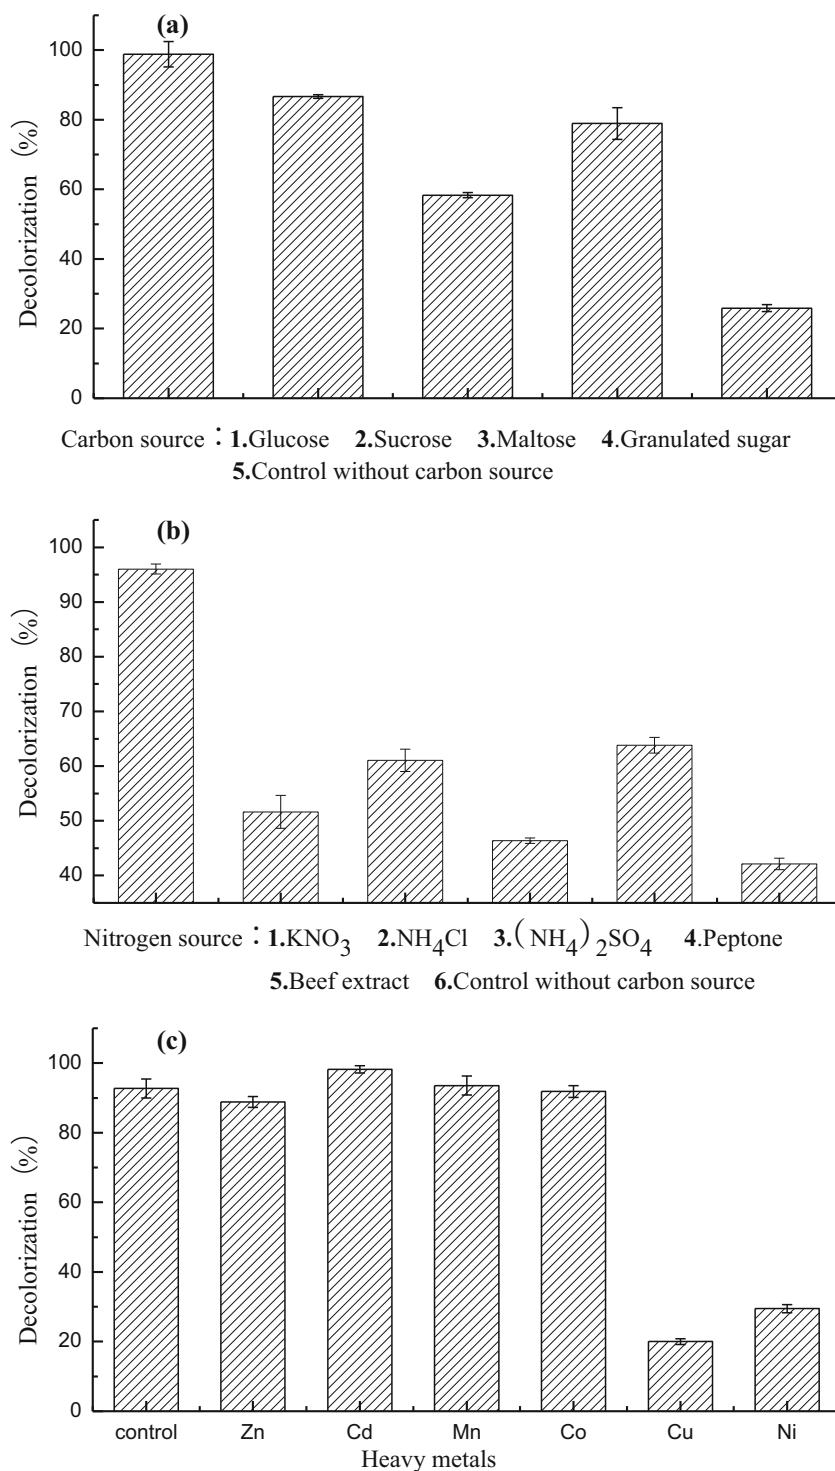 (a)
100
80
60
40
20
0
Decolorization (%)
Carbon source : 1.Glucose 2.Sucrose 3.Maltose 4.Granulated sugar
5.Control without carbon source
(b)
100
90
80
70
60
50
40
Decolorization (%)
Nitrogen source : 1.KNO3 2.NH4Cl 3.(NH4)2SO4 4.Peptone
5.Beef extract 6.Control without carbon source
(c)
100
80
60
40
20
0
Decolorization (%)
control Zn Cd Mn Co Cu Ni
Heavy metals